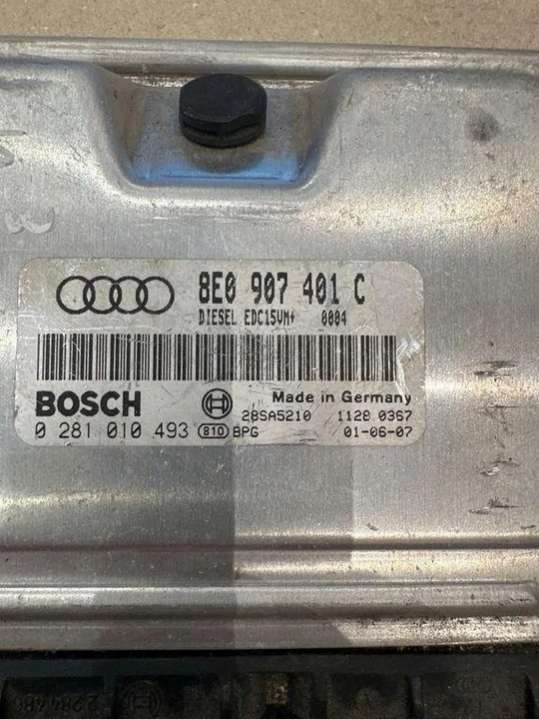 8E0 907 401 C
DIESEL EDC15VM+ 0004
BOSCH
Made in Germany
28SA5210 1128 0367
0 281 010 493 810 BPG 01-06-07